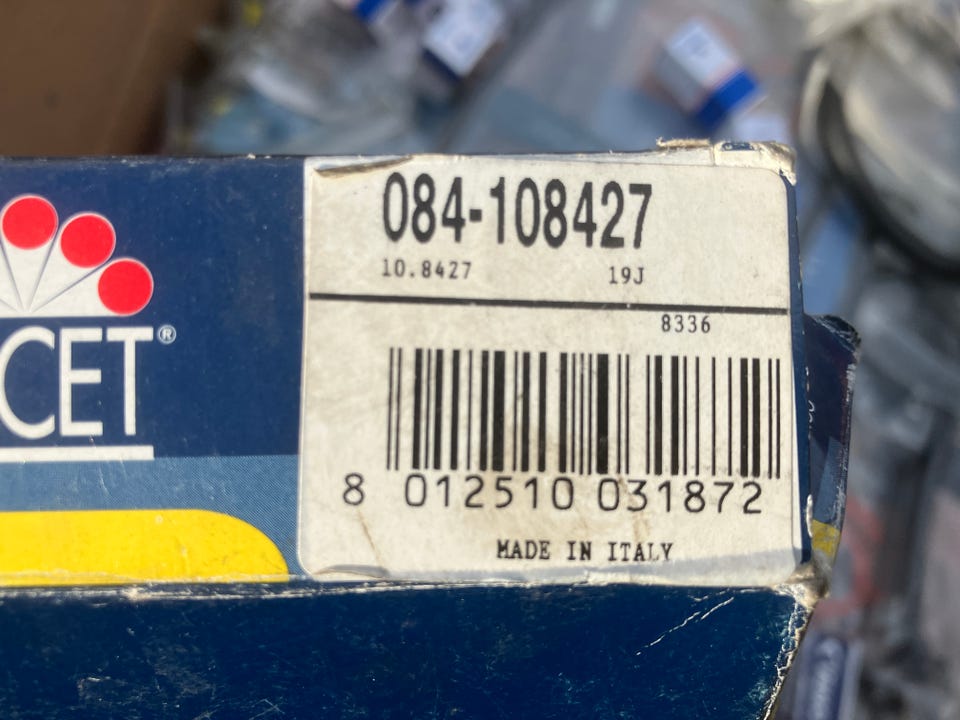 084-108427
10.8427 19J
8336
CET®
8 012510 031872
MADE IN ITALY